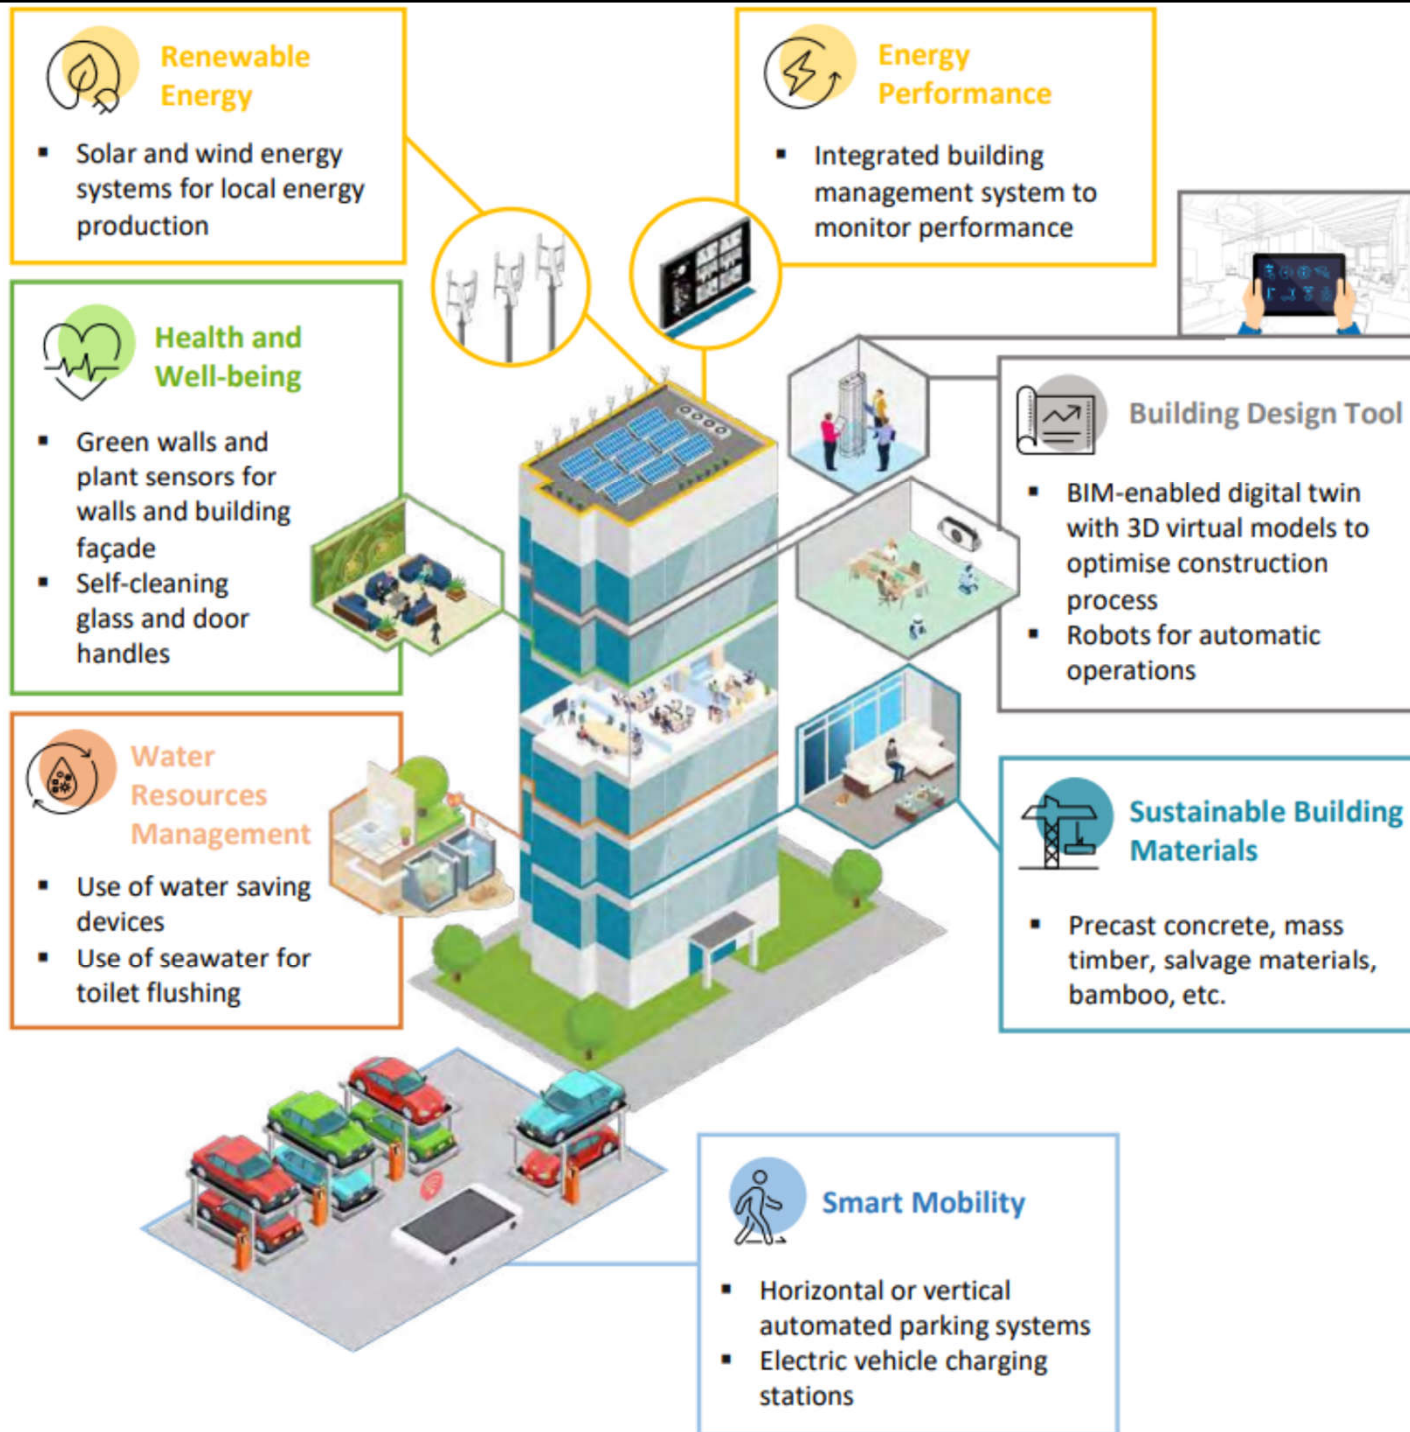 Renewable
Energy
▪ Solar and wind energy
systems for local energy
production
Energy
Performance
▪ Integrated building
management system to
monitor performance
Health and
Well-being
▪ Green walls and
plant sensors for
walls and building
façade
▪ Self-cleaning
glass and door
handles
Building Design Tool
▪ BIM-enabled digital twin
with 3D virtual models to
optimise construction
process
▪ Robots for automatic
operations
Water
Resources
Management
▪ Use of water saving
devices
▪ Use of seawater for
toilet flushing
Sustainable Building
Materials
▪ Precast concrete, mass
timber, salvage materials,
bamboo, etc.
Smart Mobility
▪ Horizontal or vertical
automated parking systems
▪ Electric vehicle charging
stations